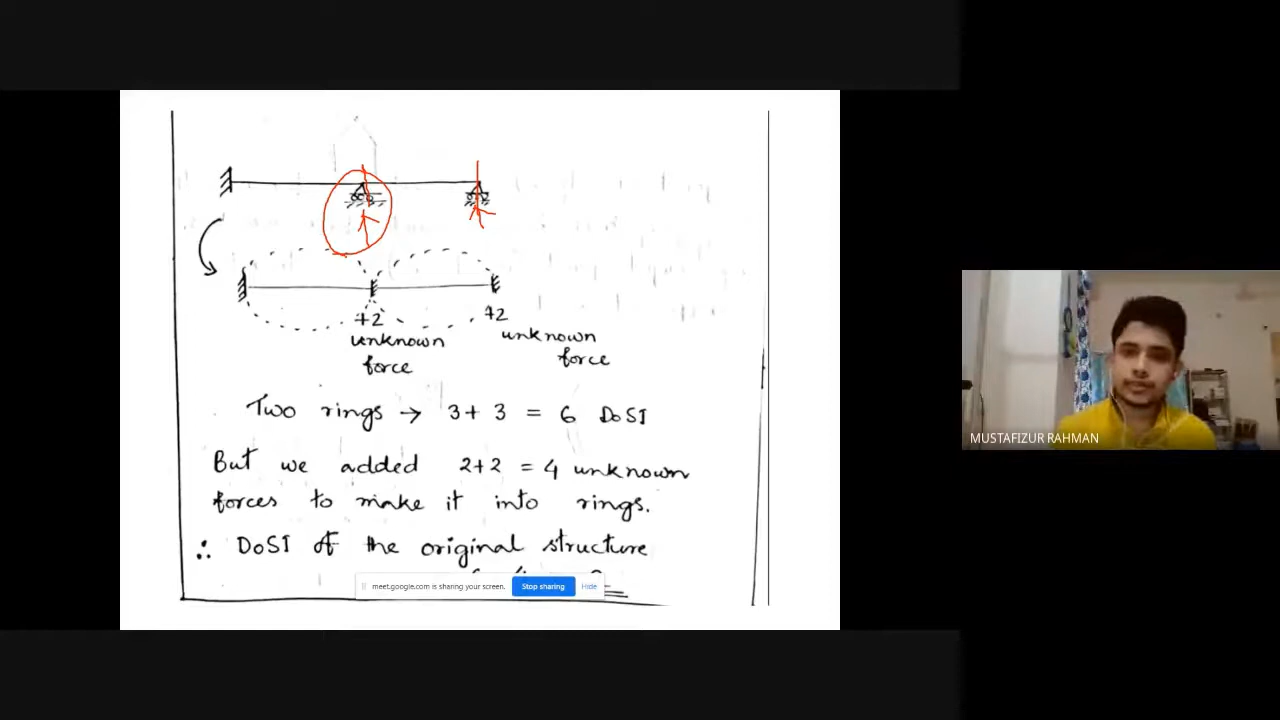 +2
unknown
force
+2
unknown
force
Two rings → 3+ 3 = 6 DoSI
But we added 2+2 = 4 unknown
forces to make it into rings.
∴ DoSI of the original structure
meet.google.com is sharing your screen. Stop sharing Hide
MUSTAFIZUR RAHMAN